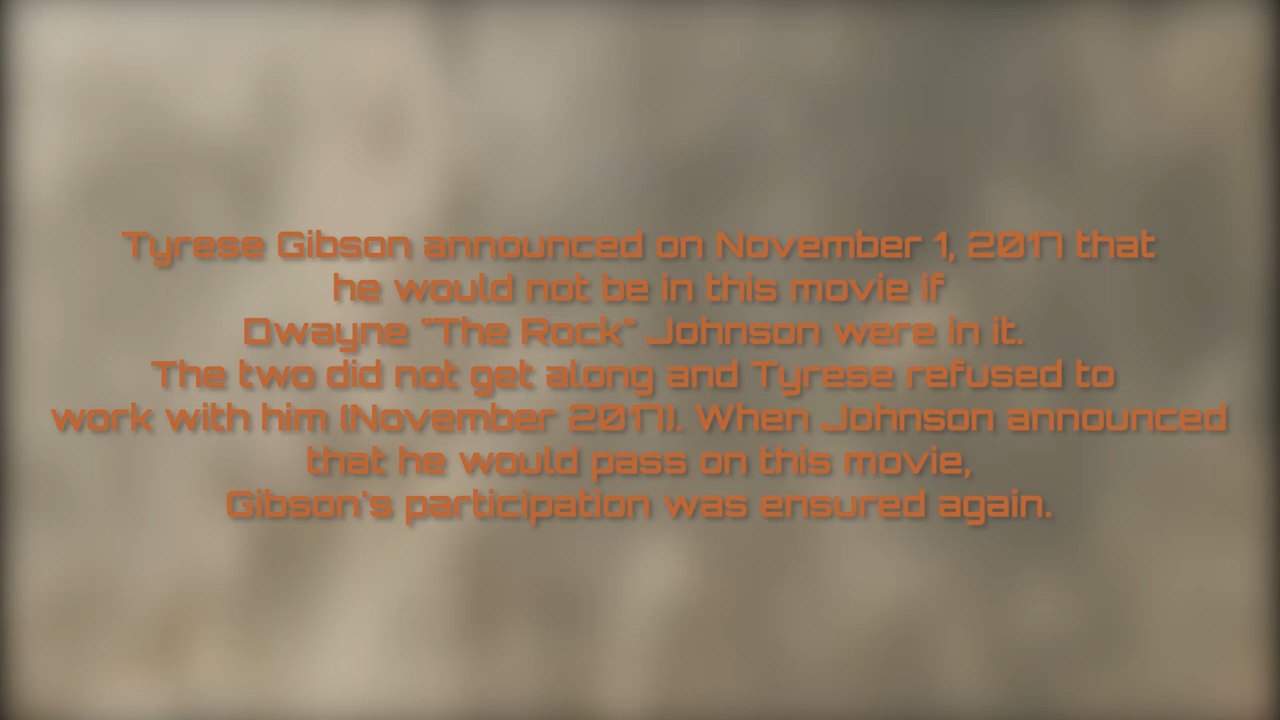 Tyrese Gibson announced on November 1, 2017 that
he would not be in this movie if
Dwayne "The Rock" Johnson were in it.
The two did not get along and Tyrese refused to
work with him (November 2017). When Johnson announced
that he would pass on this movie,
Gibson's participation was ensured again.